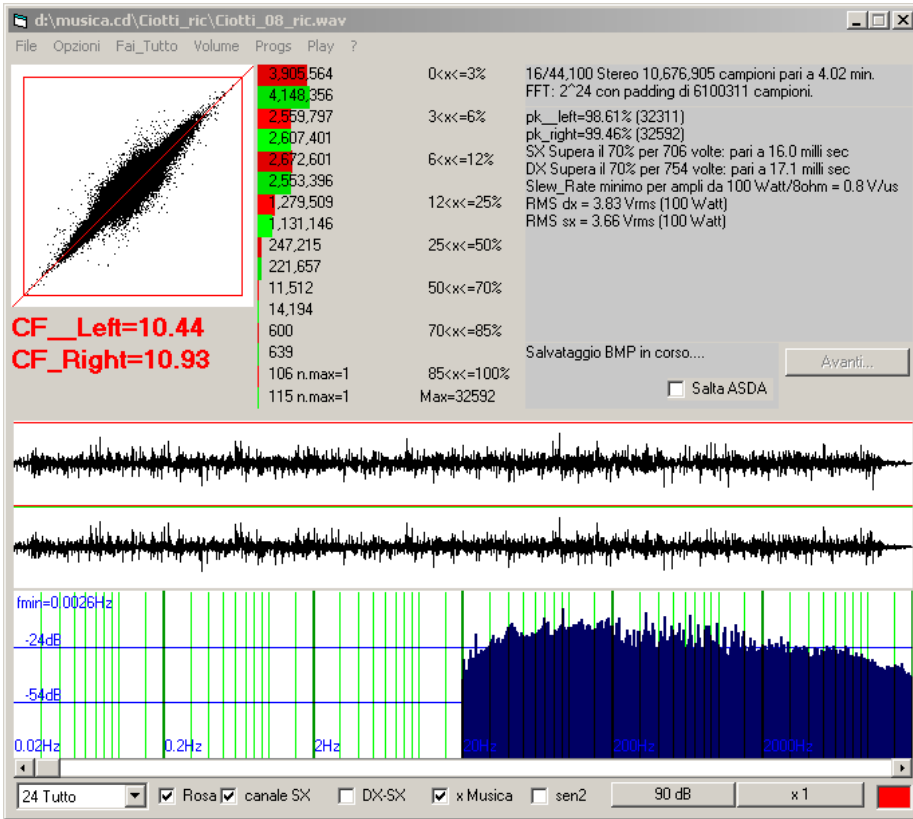 d:\musica.cd\Ciotti_ric\Ciotti_08_ric.wav
File Opzioni Fai_Tutto Volume Progs Play ?
3,905,564 0<x<=3%
4,148,356
2,559,797 3<x<=6%
2,607,401
2,672,601 6<x<=12%
2,553,396
1,279,509 12<x<=25%
1,131,146
247,215 25<x<=50%
221,657
11,512 50<x<=70%
14,194
600 70<x<=85%
639
106 n.max=1 85<x<=100%
115 n.max=1 Max=32592
CF__Left=10.44
CF_Right=10.93
16/44,100 Stereo 10,676,905 campioni pari a 4.02 min.
FFT: 2^24 con padding di 6100311 campioni.
pk__left=98.61% (32311)
pk_right=99.46% (32592)
SX Supera il 70% per 706 volte: pari a 16.0 milli sec
DX Supera il 70% per 754 volte: pari a 17.1 milli sec
Slew_Rate minimo per ampli da 100 Watt/8ohm = 0.8 V/us
RMS dx = 3.83 Vrms (100 Watt)
RMS sx = 3.66 Vrms (100 Watt)
Salvataggio BMP in corso....
Avanti...
Salta ASDA
fmin=0.0026Hz
-24dB
-54dB
0.02Hz 0.2Hz 2Hz 20Hz 200Hz 2000Hz
24 Tutto Rosa canale SX DX-SX x Musica sen2 90 dB x 1